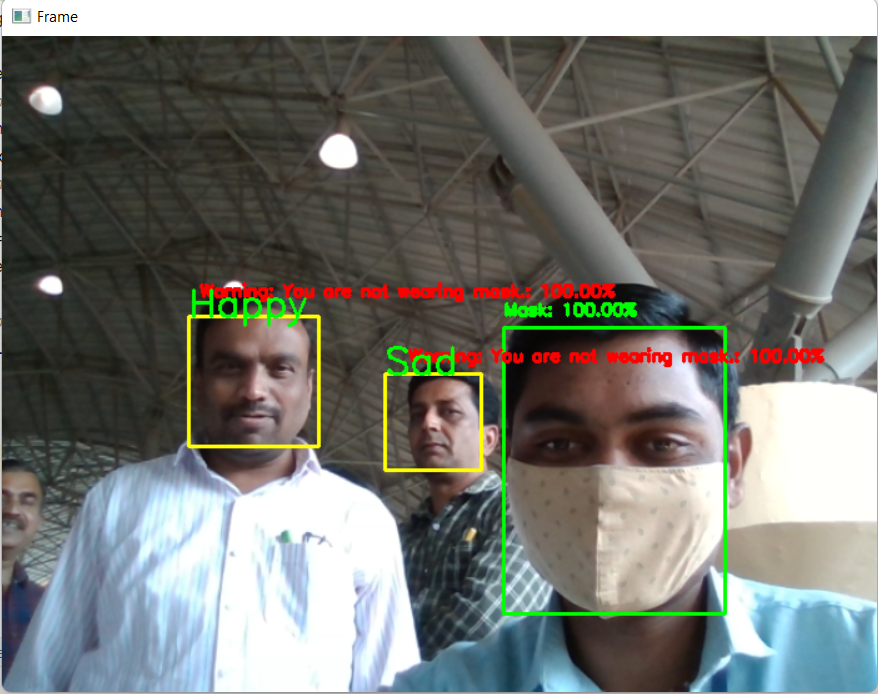 Frame
Warning: You are not wearing mask.: 100.00%
Happy
Mask: 100.00%
Warning: You are not wearing mask.: 100.00%
Sad